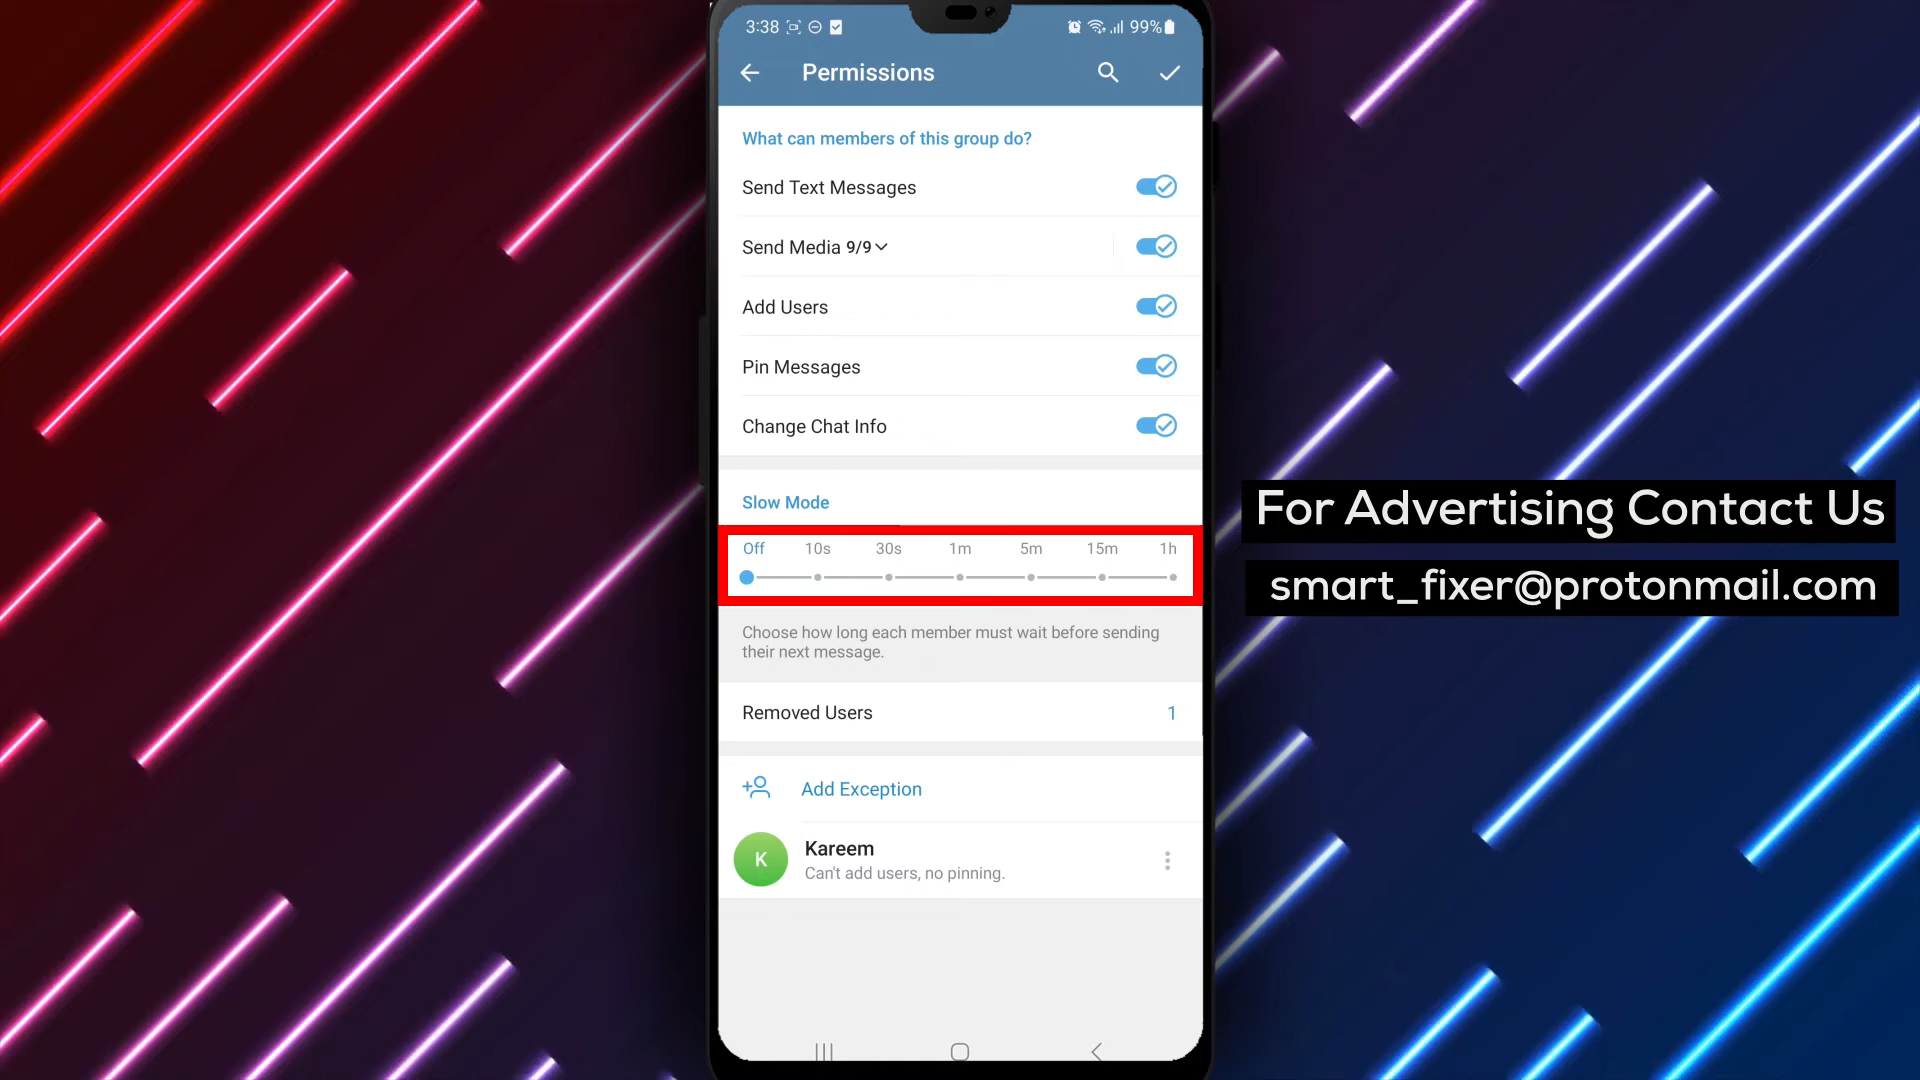 3:38
99%
Permissions
What can members of this group do?
Send Text Messages
Send Media 9/9
Add Users
Pin Messages
Change Chat Info
Slow Mode
Off 10s 30s 1m 5m 15m 1h
Choose how long each member must wait before sending
their next message.
Removed Users 1
Add Exception
K
Kareem
Can't add users, no pinning.
For Advertising Contact Us
smart_fixer@protonmail.com